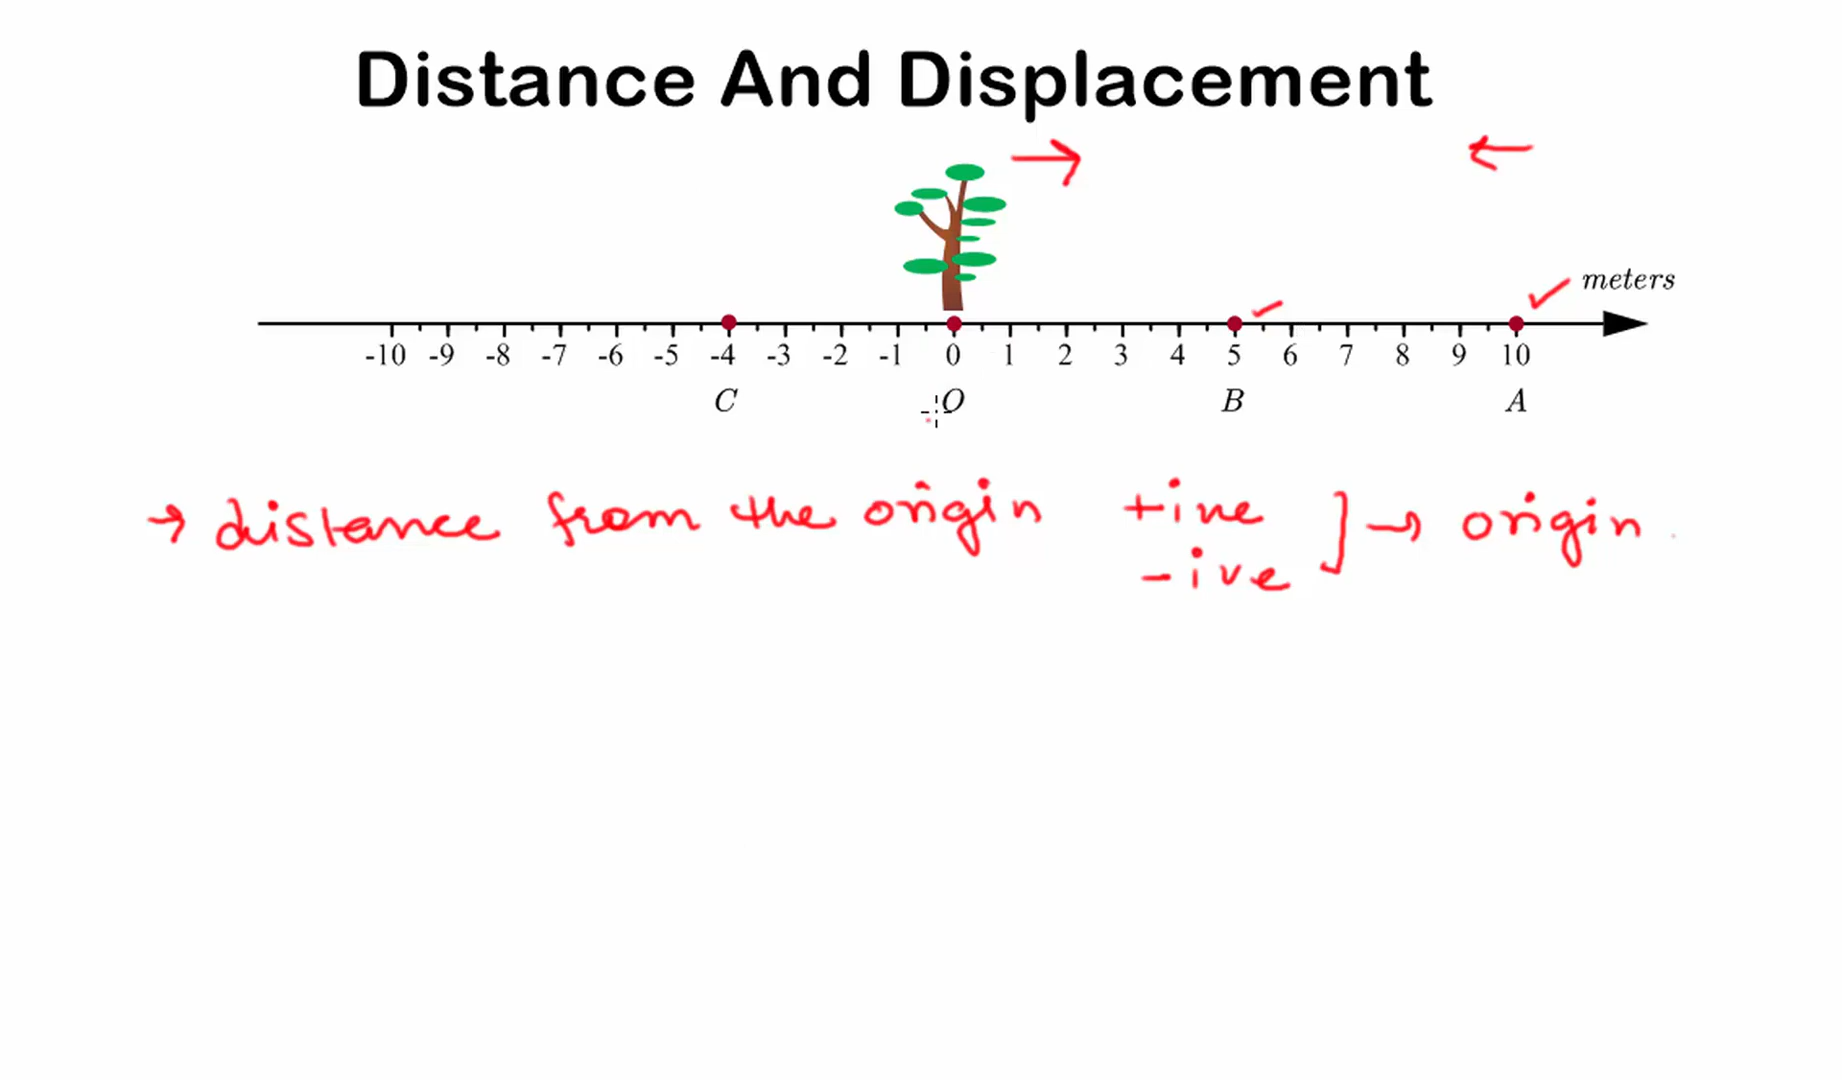 Distance And Displacement
meters
-10 -9 -8 -7 -6 -5 -4 -3 -2 -1 0 1 2 3 4 5 6 7 8 9 10
C O B A
→ distance from the origin +ive ] → origin
-ive